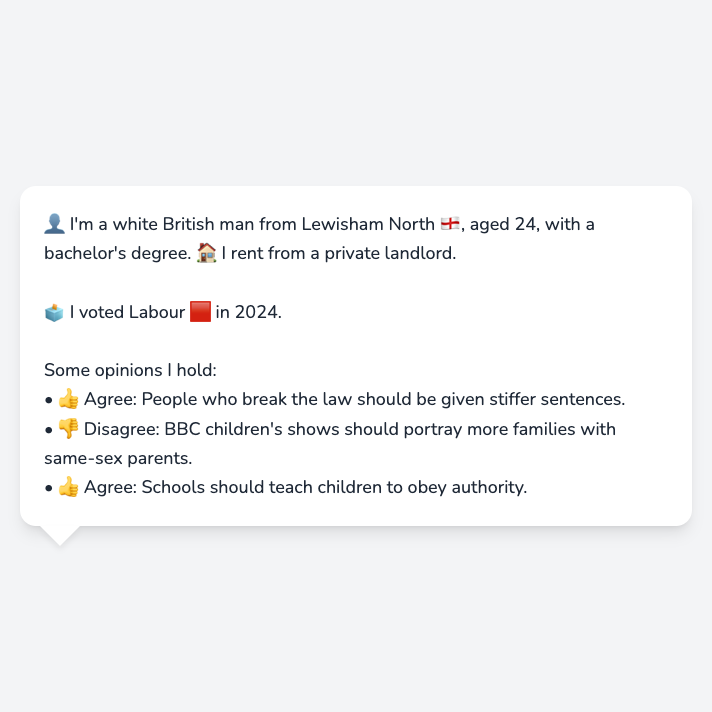 👤 I'm a white British man from Lewisham North 🏴󠁧󠁢󠁥󠁮󠁧󠁿, aged 24, with a
bachelor's degree. 🏠 I rent from a private landlord.
🗳️ I voted Labour 🟥 in 2024.
Some opinions I hold:
• 👍 Agree: People who break the law should be given stiffer sentences.
• 👎 Disagree: BBC children's shows should portray more families with
same-sex parents.
• 👍 Agree: Schools should teach children to obey authority.